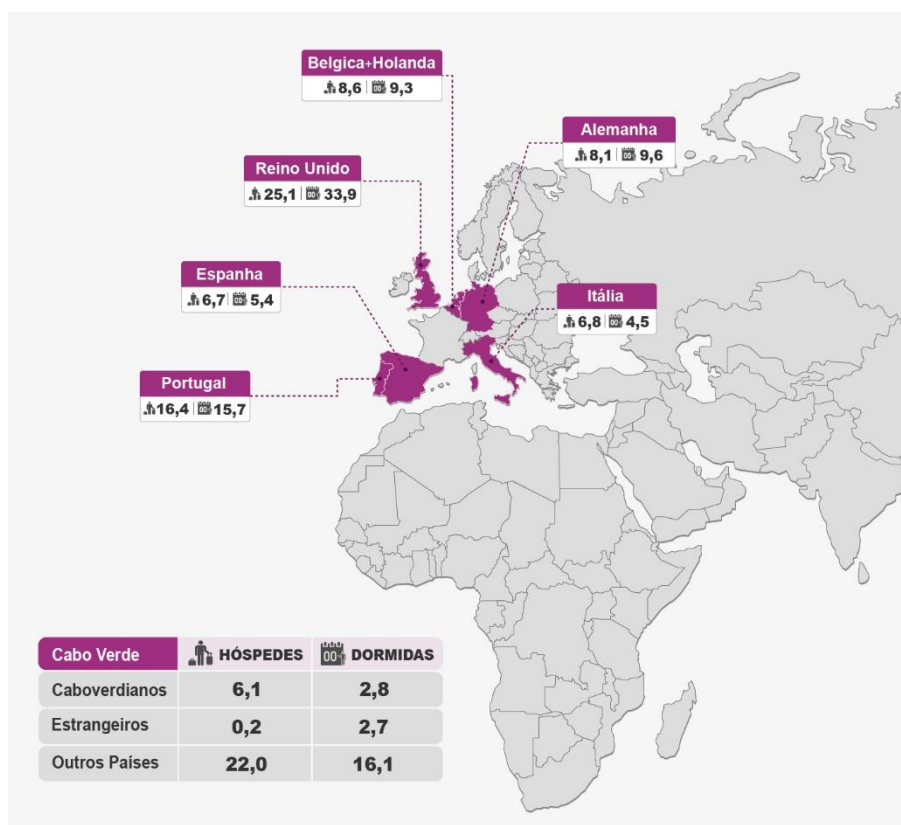 Belgica+Holanda
8,6 | 9,3
Alemanha
8,1 | 9,6
Reino Unido
25,1 | 33,9
Espanha
6,7 | 5,4
Itália
6,8 | 4,5
Portugal
16,4 | 15,7
Cabo Verde HÓSPEDES DORMIDAS
Caboverdianos 6,1 2,8
Estrangeiros 0,2 2,7
Outros Países 22,0 16,1